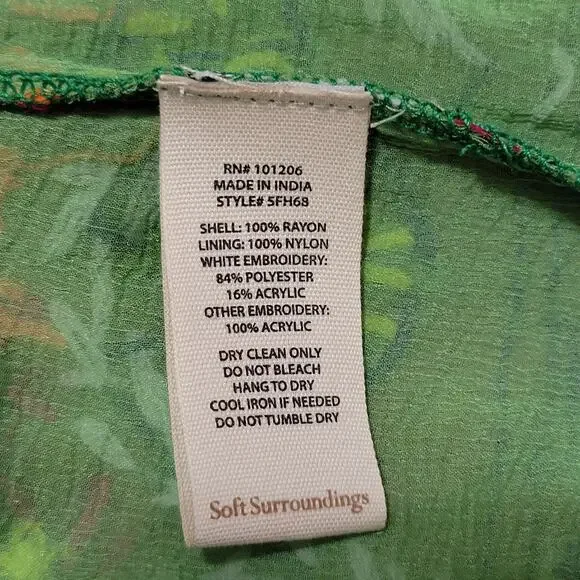 RN# 101206
MADE IN INDIA
STYLE# 5FH68
SHELL: 100% RAYON
LINING: 100% NYLON
WHITE EMBROIDERY:
84% POLYESTER
16% ACRYLIC
OTHER EMBROIDERY:
100% ACRYLIC
DRY CLEAN ONLY
DO NOT BLEACH
HANG TO DRY
COOL IRON IF NEEDED
DO NOT TUMBLE DRY
Soft Surroundings